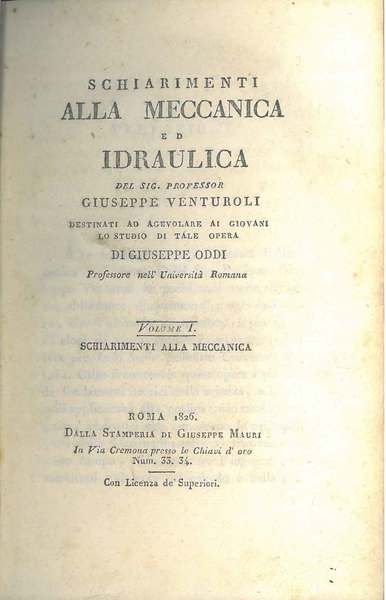 SCHIARIMENTI
ALLA MECCANICA
ED
IDRAULICA
DEL SIG. PROFESSOR
GIUSEPPE VENTUROLI
DESTINATI AD AGEVOLARE AI GIOVANI
LO STUDIO DI TALE OPERA
DI GIUSEPPE ODDI
Professore nell' Università Romana
VOLUME I.
SCHIARIMENTI ALLA MECCANICA
ROMA 1826.
DALLA STAMPERIA DI GIUSEPPE MAURI
In Via Cremona presso le Chiavi d' oro
Num. 33. 34.
Con Licenza de' Superiori.